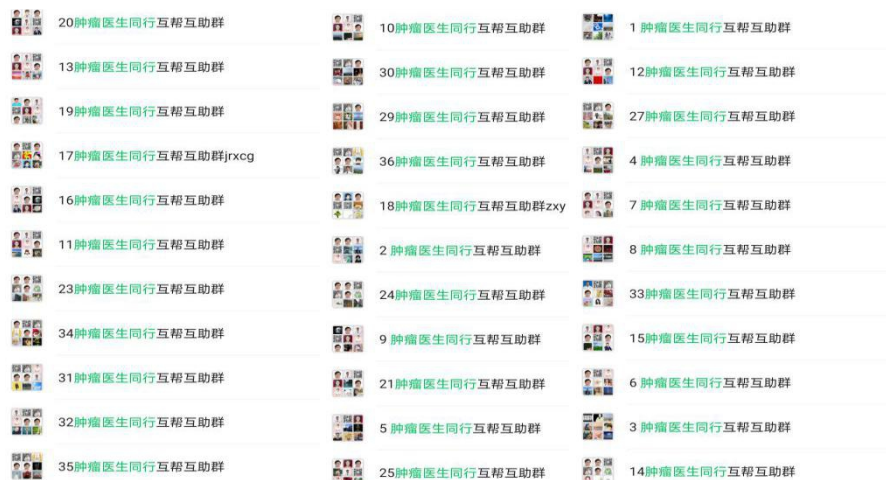 20肿瘤医生同行互帮互助群
13肿瘤医生同行互帮互助群
19肿瘤医生同行互帮互助群
17肿瘤医生同行互帮互助群jrxcg
16肿瘤医生同行互帮互助群
11肿瘤医生同行互帮互助群
23肿瘤医生同行互帮互助群
34肿瘤医生同行互帮互助群
31肿瘤医生同行互帮互助群
32肿瘤医生同行互帮互助群
35肿瘤医生同行互帮互助群
10肿瘤医生同行互帮互助群
30肿瘤医生同行互帮互助群
29肿瘤医生同行互帮互助群
36肿瘤医生同行互帮互助群
18肿瘤医生同行互帮互助群zxy
2 肿瘤医生同行互帮互助群
24肿瘤医生同行互帮互助群
9 肿瘤医生同行互帮互助群
21肿瘤医生同行互帮互助群
5 肿瘤医生同行互帮互助群
25肿瘤医生同行互帮互助群
1 肿瘤医生同行互帮互助群
12肿瘤医生同行互帮互助群
27肿瘤医生同行互帮互助群
4 肿瘤医生同行互帮互助群
7 肿瘤医生同行互帮互助群
8 肿瘤医生同行互帮互助群
33肿瘤医生同行互帮互助群
15肿瘤医生同行互帮互助群
6 肿瘤医生同行互帮互助群
3 肿瘤医生同行互帮互助群
14肿瘤医生同行互帮互助群